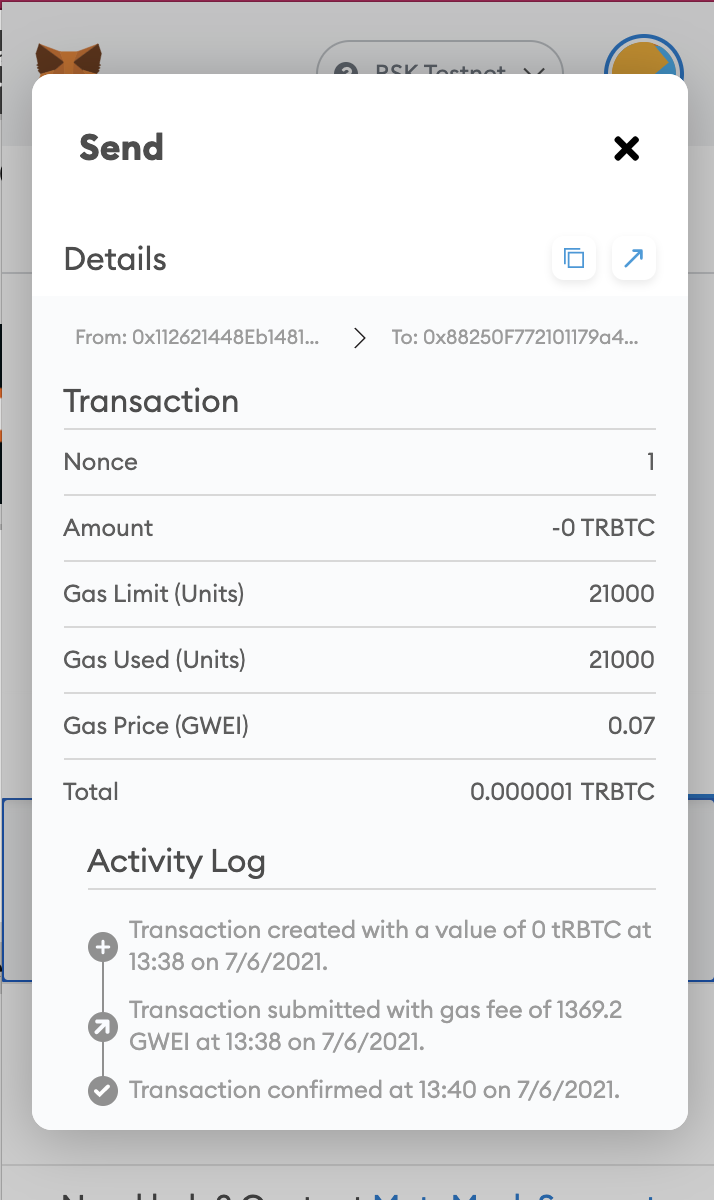 RSK Testnet
Send
Details
From: 0x112621448Eb1481...
To: 0x88250F772101179a4...
Transaction
Nonce 1
Amount -0 TRBTC
Gas Limit (Units) 21000
Gas Used (Units) 21000
Gas Price (GWEI) 0.07
Total 0.000001 TRBTC
Activity Log
Transaction created with a value of 0 tRBTC at
13:38 on 7/6/2021.
Transaction submitted with gas fee of 1369.2
GWEI at 13:38 on 7/6/2021.
Transaction confirmed at 13:40 on 7/6/2021.